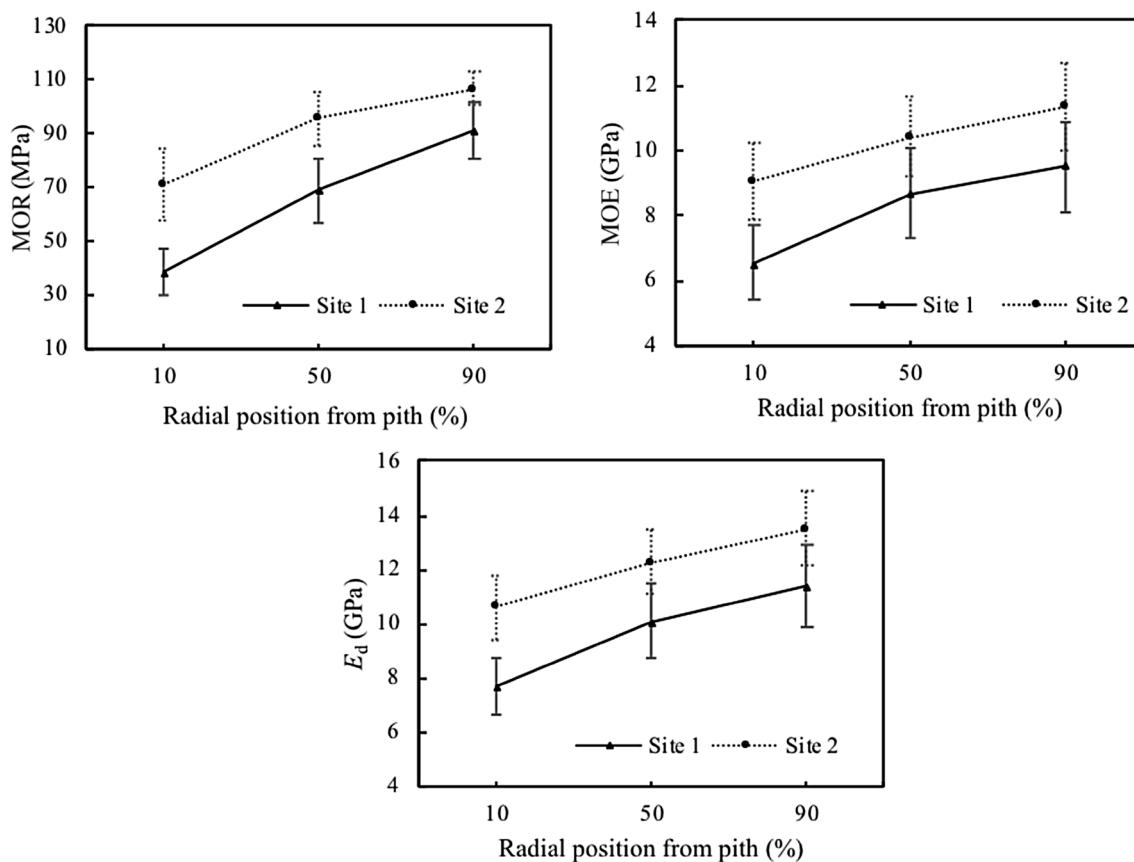 MOR (MPa)
130
110
90
70
50
30
10
Site 1 Site 2
10 50 90
Radial position from pith (%)
MOE (GPa)
14
12
10
8
6
4
Site 1 Site 2
10 50 90
Radial position from pith (%)
Ed (GPa)
16
14
12
10
8
6
4
Site 1 Site 2
10 50 90
Radial position from pith (%)